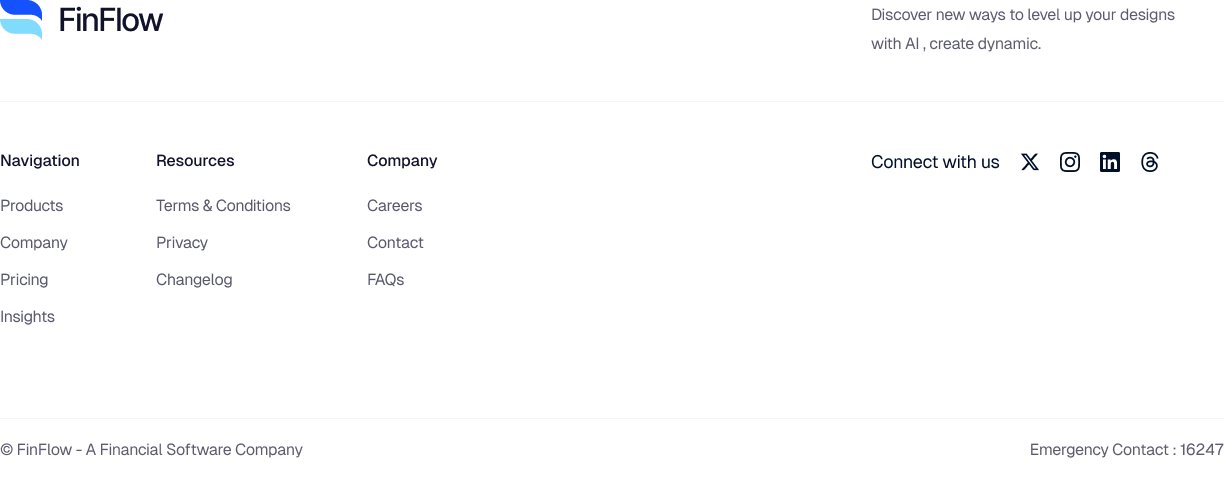 FinFlow
Discover new ways to level up your designs
with AI , create dynamic.
Navigation
Products
Company
Pricing
Insights
Resources
Terms & Conditions
Privacy
Changelog
Company
Careers
Contact
FAQs
Connect with us
© FinFlow - A Financial Software Company
Emergency Contact : 16247